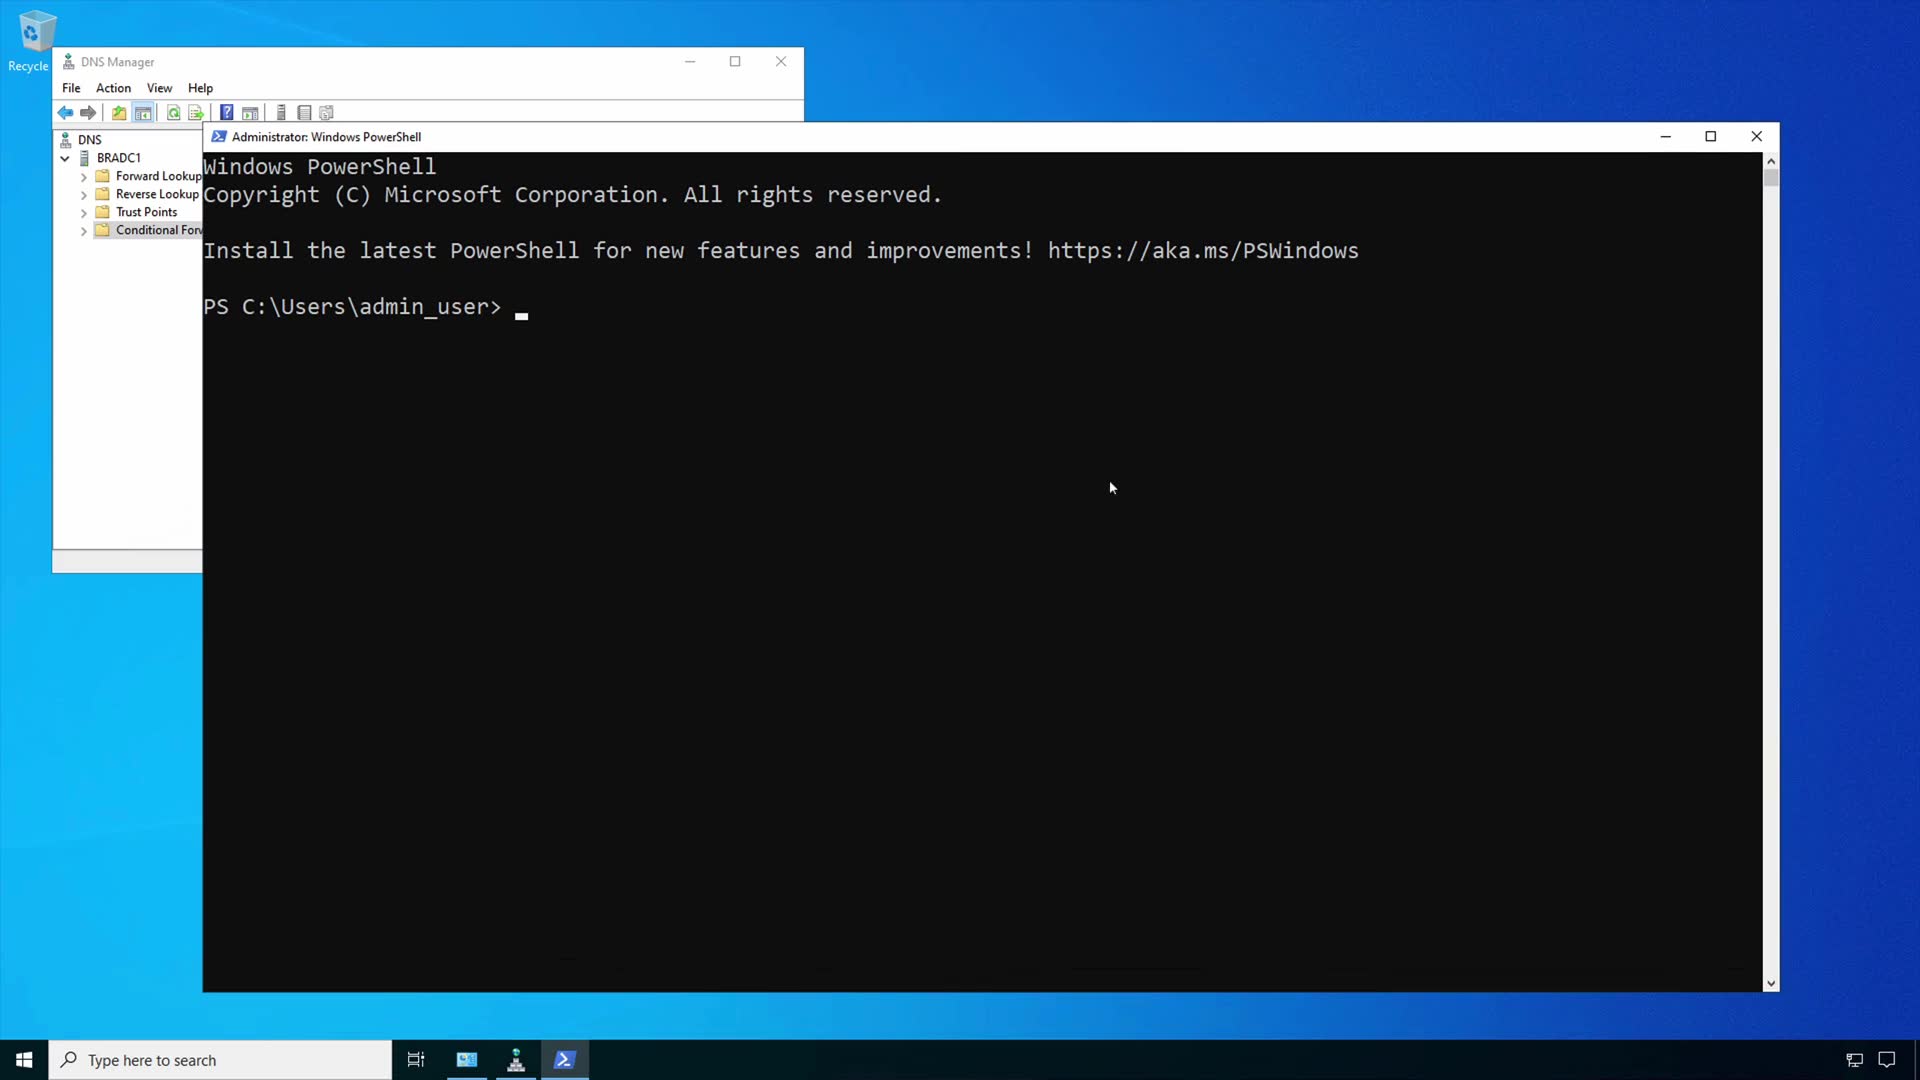 Recycle
DNS Manager
File Action View Help
DNS
BRADC1
Forward Lookup
Reverse Lookup
Trust Points
Conditional For
Administrator: Windows PowerShell
Windows PowerShell
Copyright (C) Microsoft Corporation. All rights reserved.
Install the latest PowerShell for new features and improvements! https://aka.ms/PSWindows
PS C:\Users\admin_user>
Type here to search